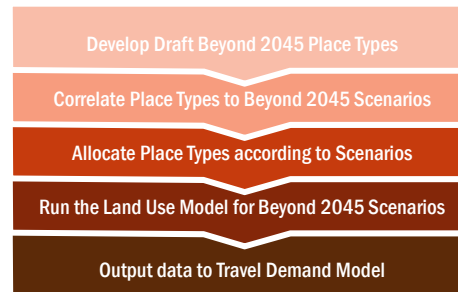 Develop Draft Beyond 2045 Place Types
Correlate Place Types to Beyond 2045 Scenarios
Allocate Place Types according to Scenarios
Run the Land Use Model for Beyond 2045 Scenarios
Output data to Travel Demand Model